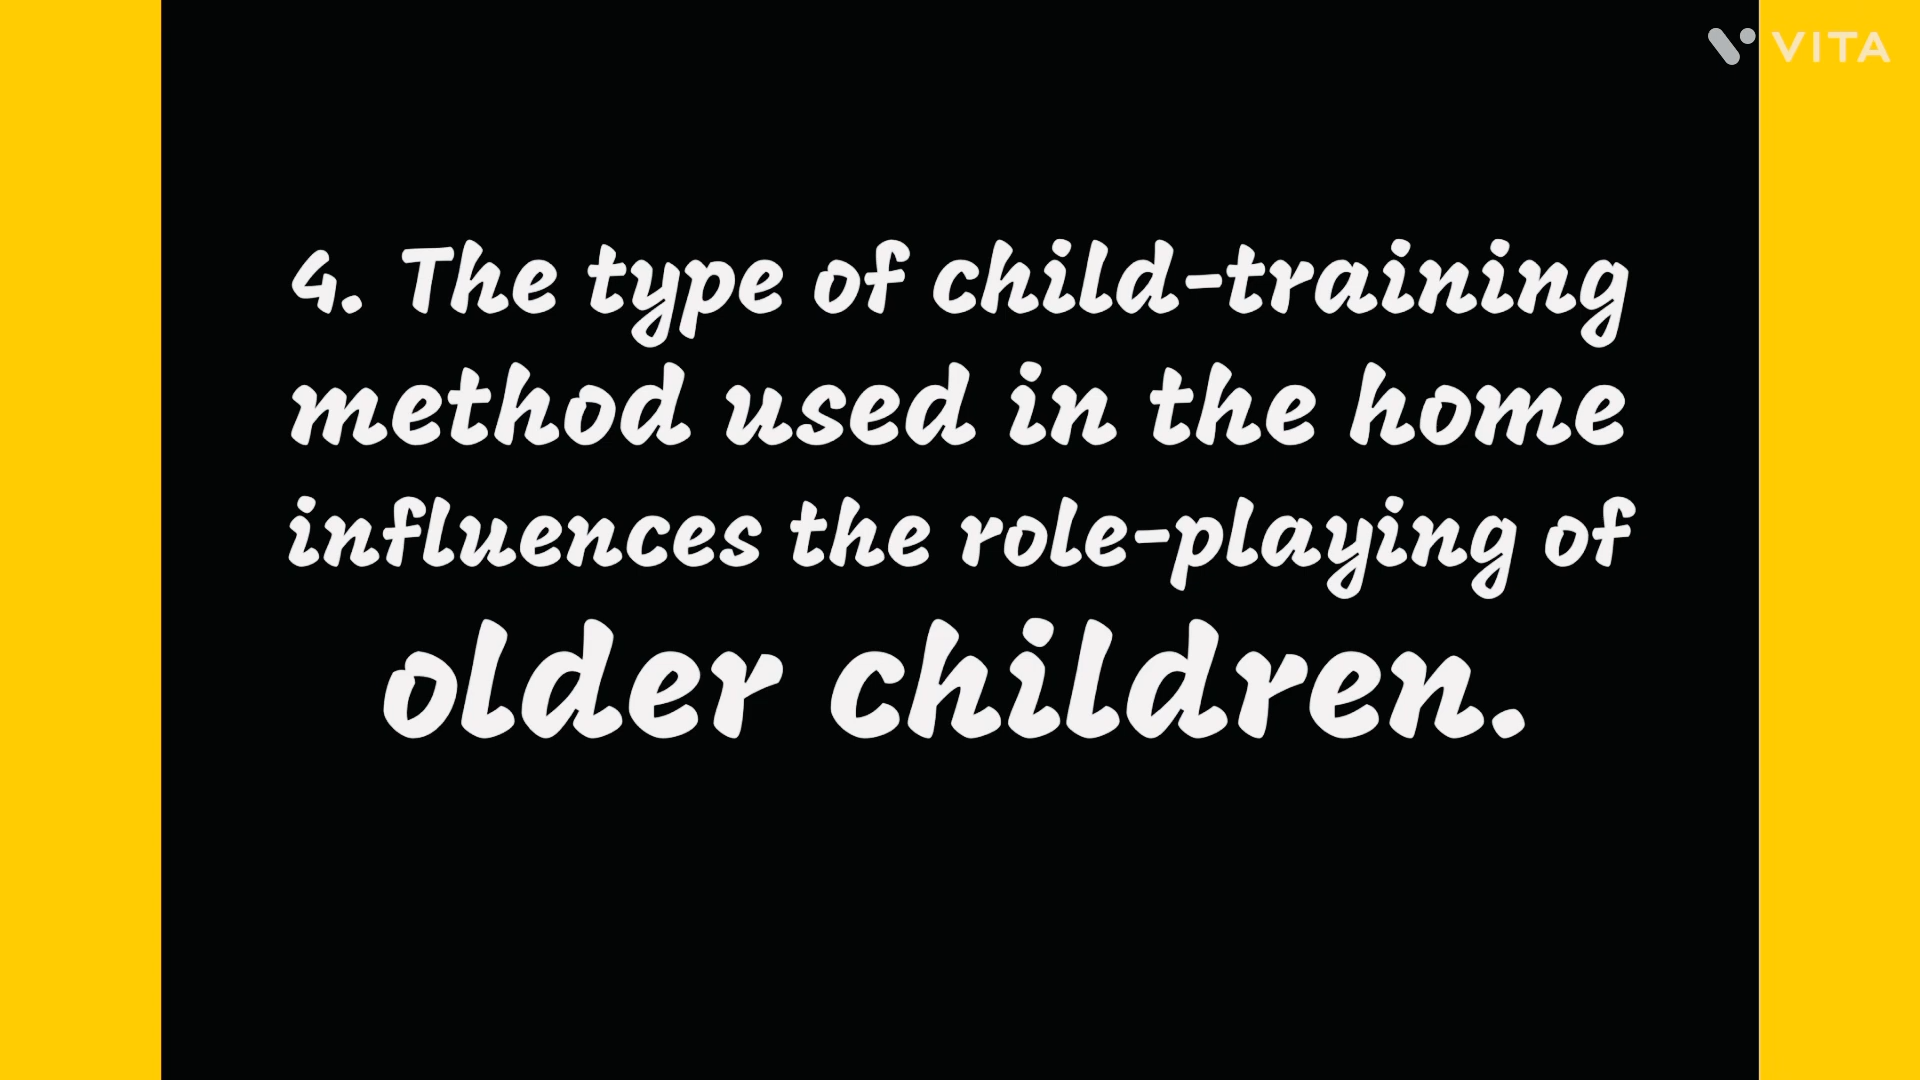 VITA
4. The type of child-training
method used in the home
influences the role-playing of
older children.